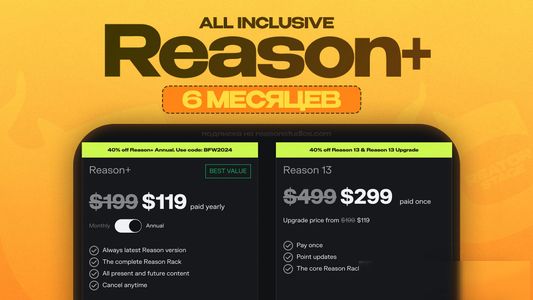 ALL INCLUSIVE
Reason+
6 МЕСЯЦЕВ
подписка на reasonstudios.com
40% off Reason+ Annual. Use code: BFW2024
Reason+
BEST VALUE
$199 $119 paid yearly
Monthly Annual
Always latest Reason version
The complete Reason Rack
All present and future content
Cancel anytime
40% off Reason 13 & Reason 13 Upgrade
Reason 13
$499 $299 paid once
Upgrade price from $199 $119
Pay once
Point updates
The core Reason Rack